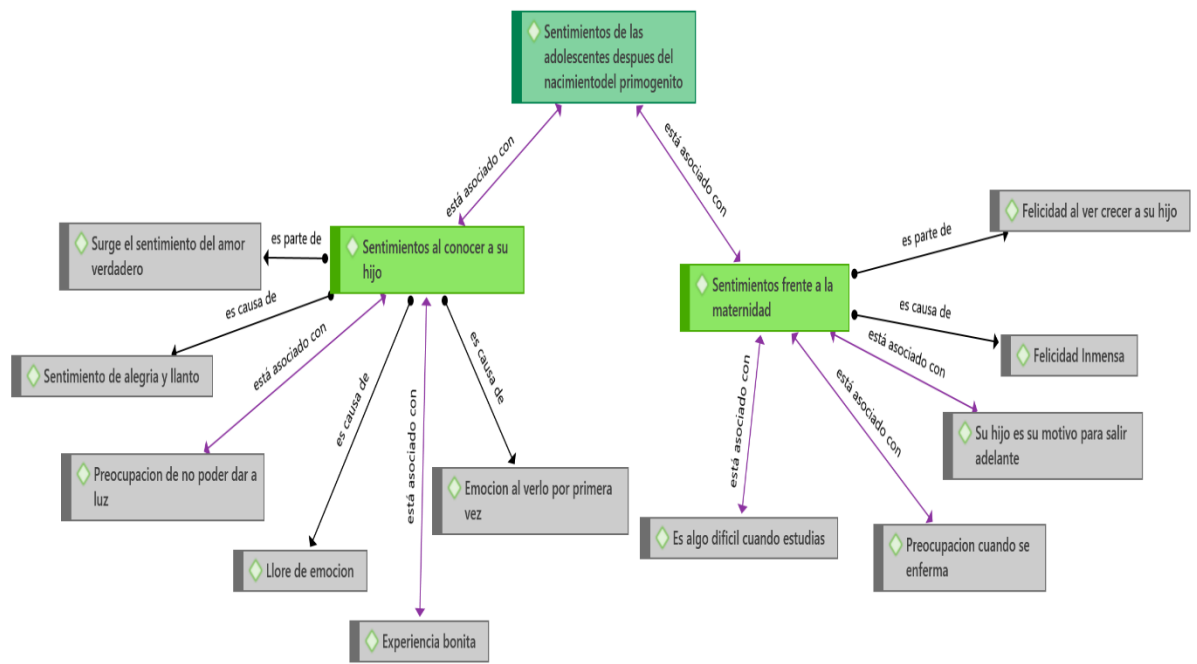 Sentimientos de las
adolescentes despues del
nacimientodel primogenito
está asociado con
está asociado con
Sentimientos al conocer a su
hijo
es parte de
Surge el sentimiento del amor
verdadero
es causa de
Sentimiento de alegria y llanto
está asociado con
Preocupacion de no poder dar a
luz
es causa de
Llore de emocion
está asociado con
Experiencia bonita
es causa de
Emocion al verlo por primera
vez
Sentimientos frente a la
maternidad
es parte de
Felicidad al ver crecer a su hijo
es causa de
Felicidad Inmensa
está asociado con
Su hijo es su motivo para salir
adelante
está asociado con
Preocupacion cuando se
enferma
está asociado con
Es algo dificil cuando estudias